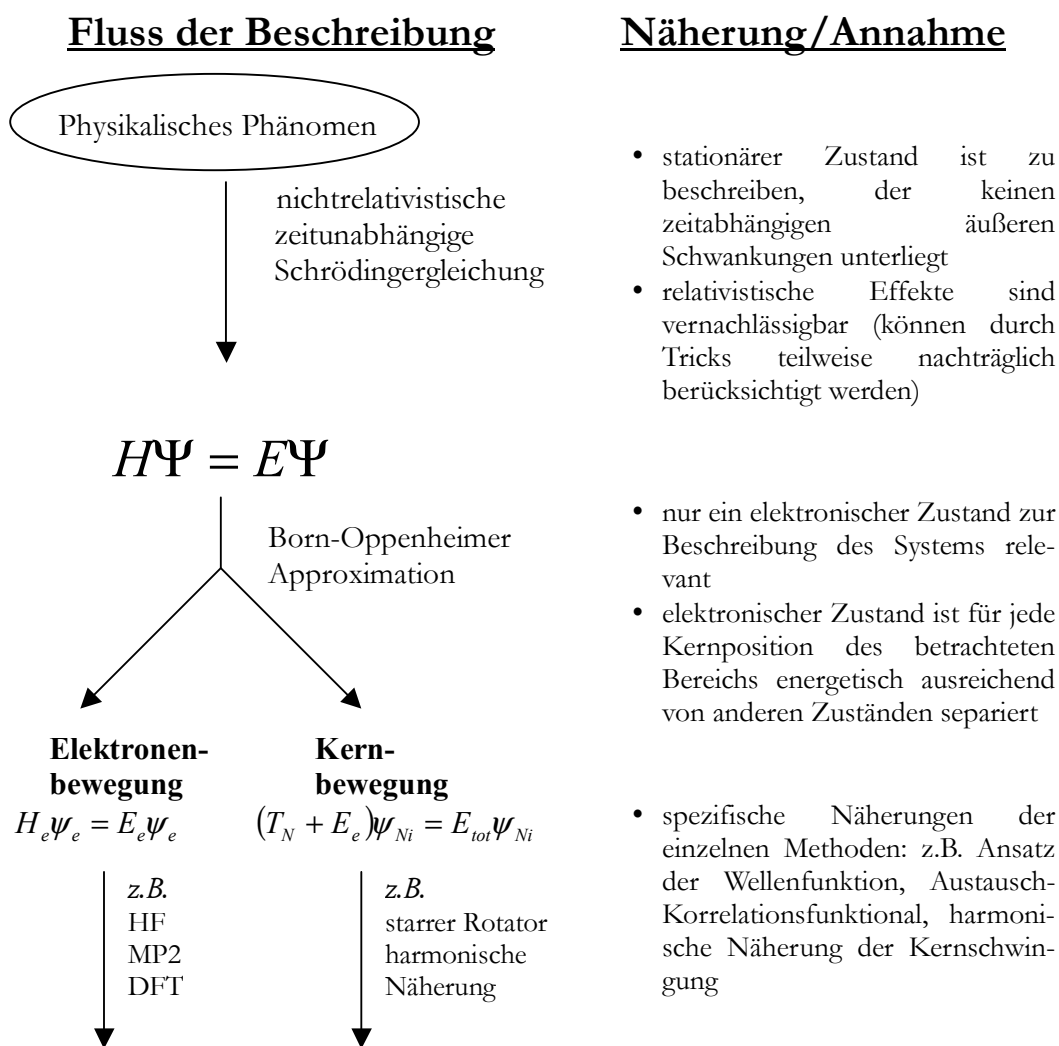 Fluss der Beschreibung
Näherung/Annahme
Physikalisches Phänomen
nichtrelativistische
zeitunabhängige
Schrödingergleichung
• stationärer Zustand ist zu
beschreiben, der keinen
zeitabhängigen äußeren
Schwankungen unterliegt
• relativistische Effekte sind
vernachlässigbar (können durch
Tricks teilweise nachträglich
berücksichtigt werden)
HΨ = EΨ
Born-Oppenheimer
Approximation
• nur ein elektronischer Zustand zur
Beschreibung des Systems rele-
vant
• elektronischer Zustand ist für jede
Kernposition des betrachteten
Bereichs energetisch ausreichend
von anderen Zuständen separiert
Elektronen-
bewegung
H_e ψ_e = E_e ψ_e
Kern-
bewegung
(T_N + E_e)ψ_Ni = E_tot ψ_Ni
z.B.
HF
MP2
DFT
z.B.
starrer Rotator
harmonische
Näherung
• spezifische Näherungen der
einzelnen Methoden: z.B. Ansatz
der Wellenfunktion, Austausch-
Korrelationsfunktional, harmoni-
sche Näherung der Kernschwin-
gung